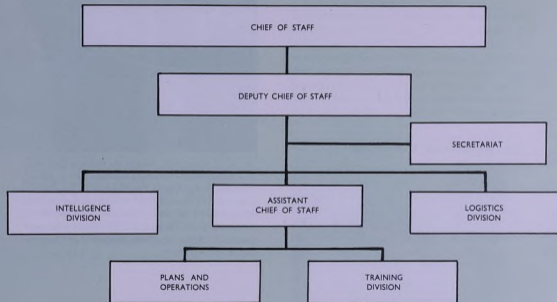 CHIEF OF STAFF
DEPUTY CHIEF OF STAFF
SECRETARIAT
INTELLIGENCE
DIVISION
ASSISTANT
CHIEF OF STAFF
LOGISTICS
DIVISION
PLANS AND
OPERATIONS
TRAINING
DIVISION